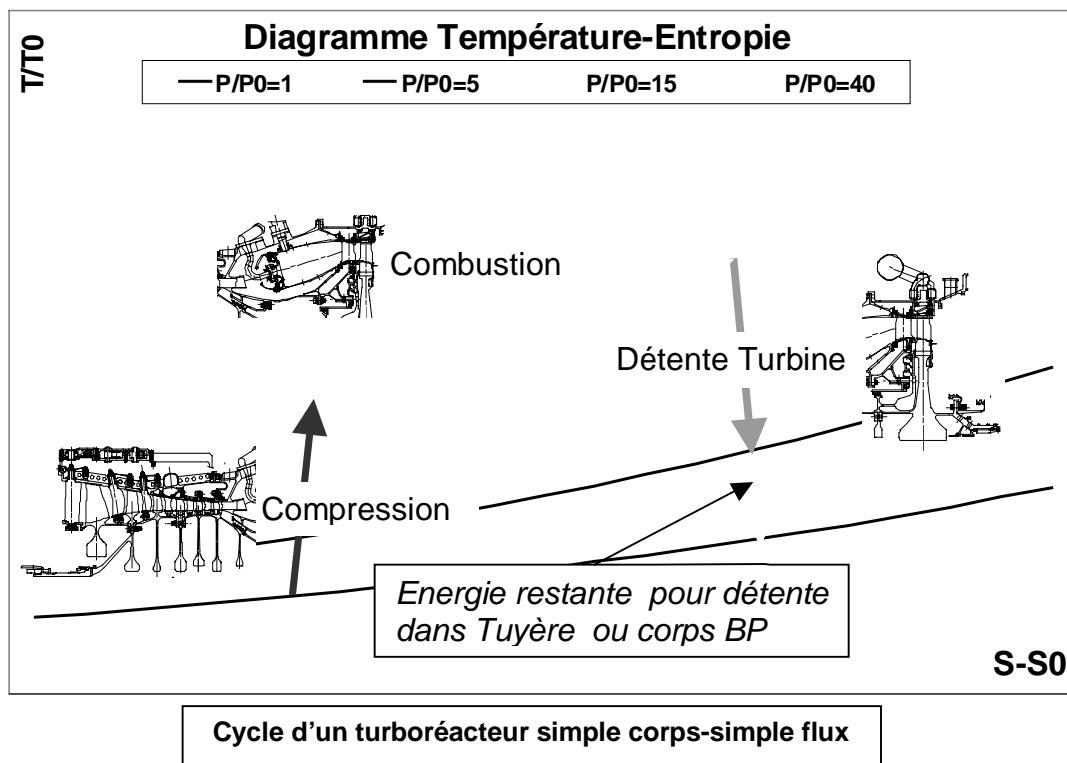 Diagramme Température-Entropie
T/T0
P/P0=1 P/P0=5 P/P0=15 P/P0=40
Combustion
Détente Turbine
Compression
Energie restante pour détente
dans Tuyère ou corps BP
S-S0
Cycle d'un turboréacteur simple corps-simple flux